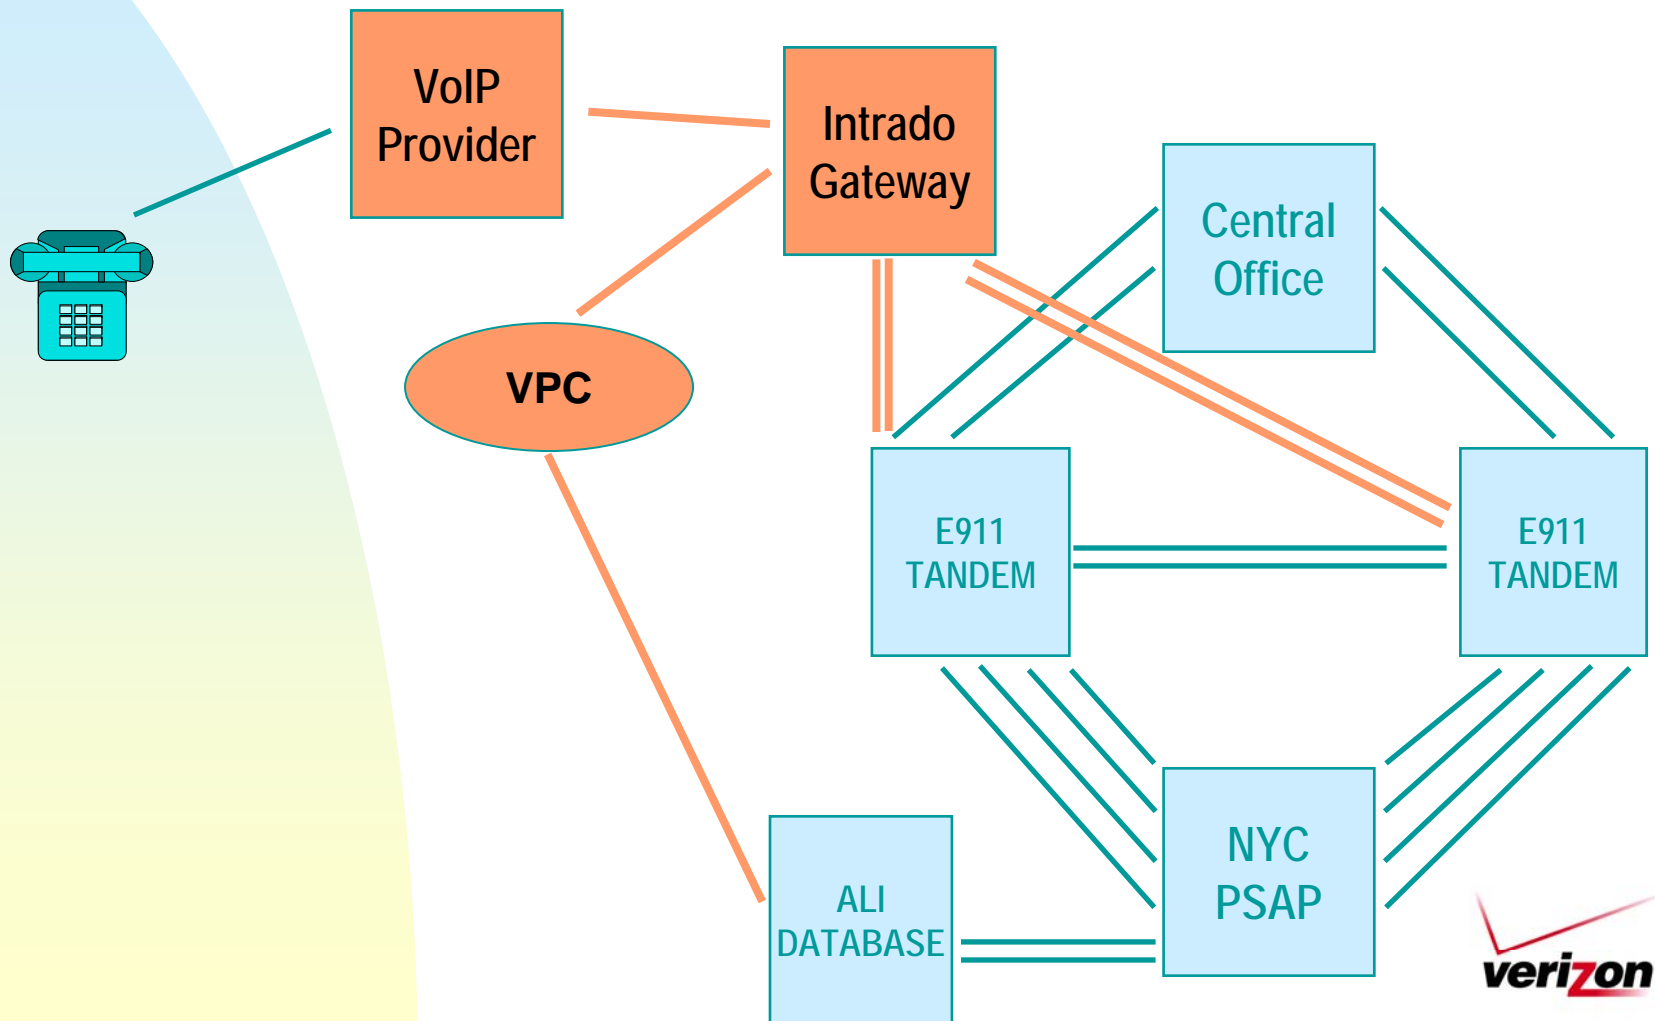 VoIP
Provider
Intrado
Gateway
Central
Office
VPC
E911
TANDEM
E911
TANDEM
NYC
PSAP
ALI
DATABASE
verizon